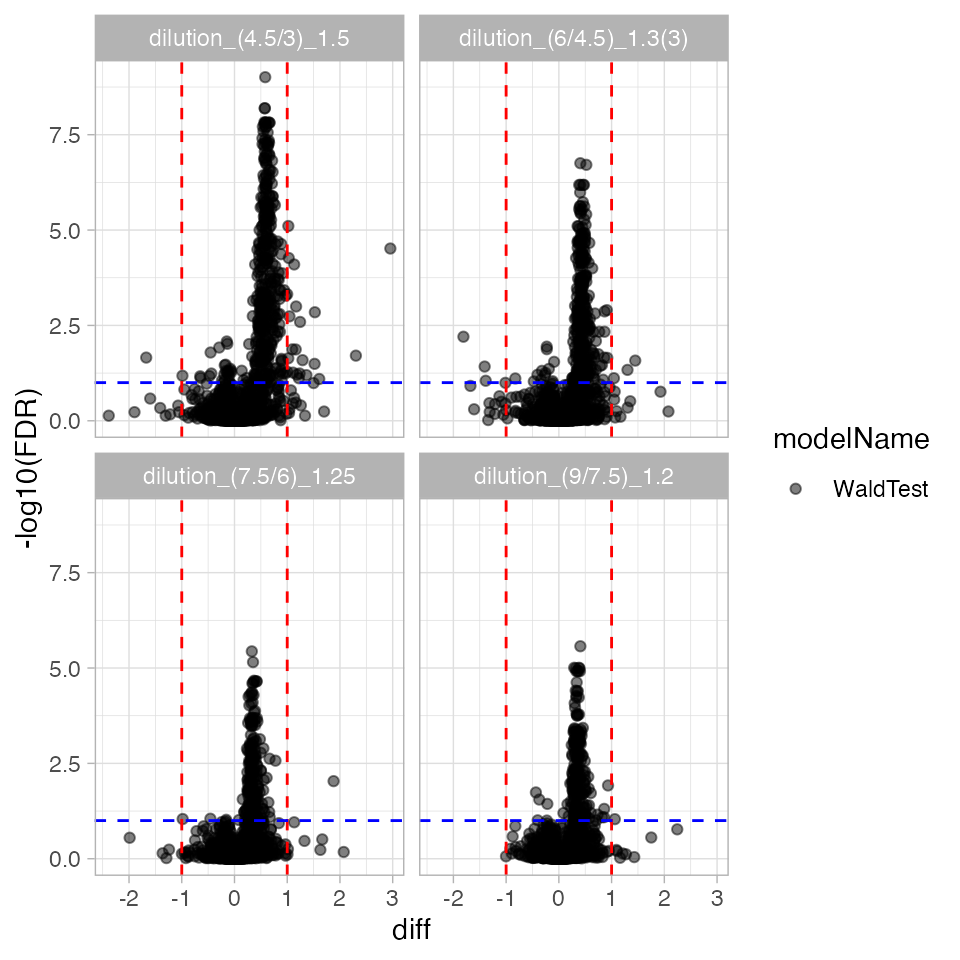 dilution_(4.5/3)_1.5
dilution_(6/4.5)_1.3(3)
7.5
5.0
2.5
0.0
dilution_(7.5/6)_1.25
dilution_(9/7.5)_1.2
7.5
5.0
2.5
0.0
-2
-1
0
1
2
3
-2
-1
0
1
2
3
diff
-log10(FDR)
modelName
WaldTest